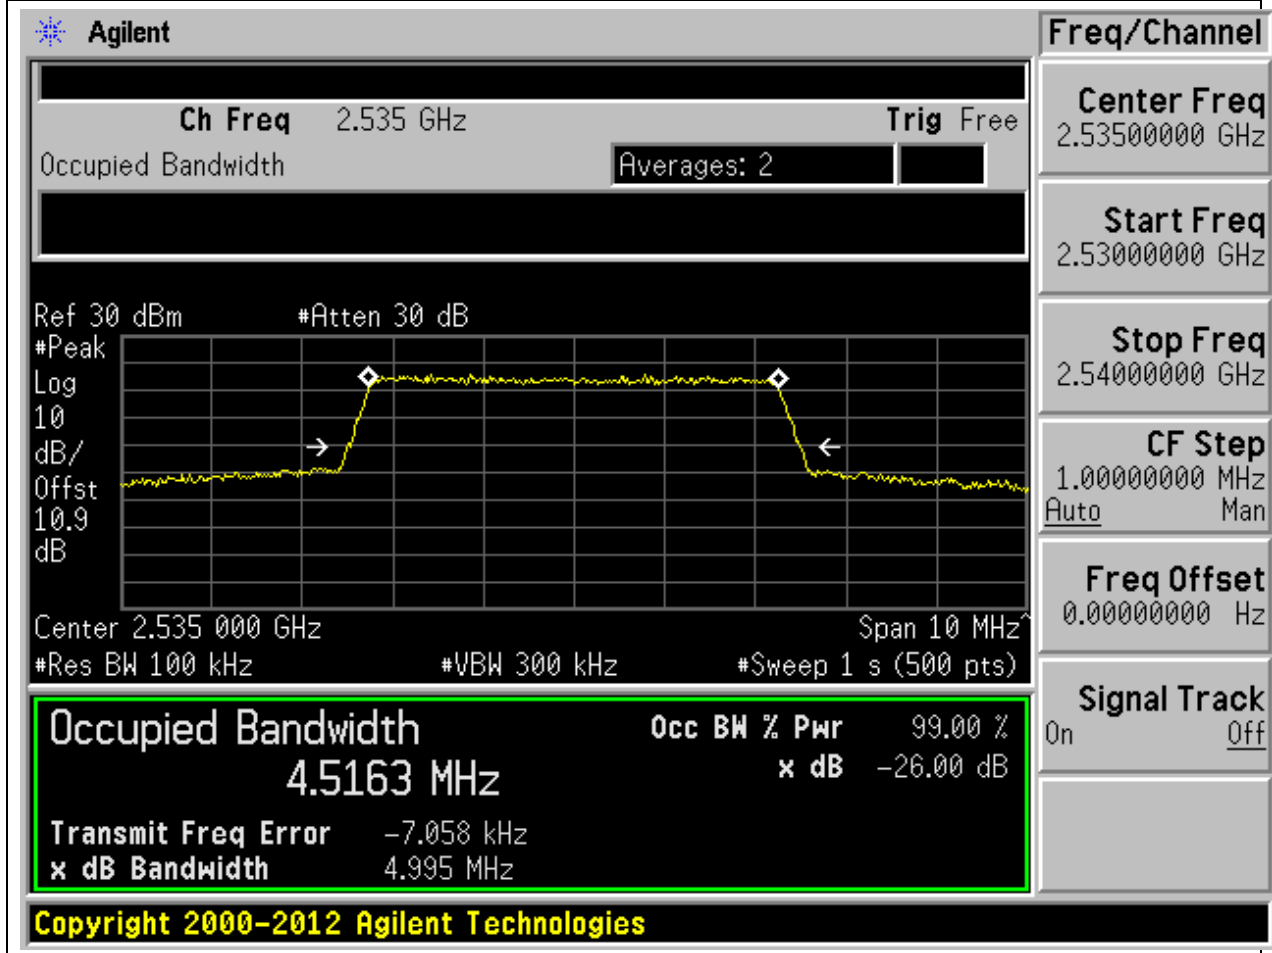 Agilent
Freq/Channel
Ch Freq 2.535 GHz Trig Free
Occupied Bandwidth Averages: 2
Center Freq
2.53500000 GHz
Start Freq
2.53000000 GHz
Stop Freq
2.54000000 GHz
CF Step
1.00000000 MHz
Auto Man
Freq Offset
0.00000000 Hz
Signal Track
On Off
Ref 30 dBm #Atten 30 dB
#Peak
Log
10
dB/
Offst
10.9
dB
Center 2.535 000 GHz Span 10 MHz^
#Res BW 100 kHz #VBW 300 kHz #Sweep 1 s (500 pts)
Occupied Bandwidth Occ BW % Pwr 99.00 %
4.5163 MHz x dB -26.00 dB
Transmit Freq Error -7.058 kHz
x dB Bandwidth 4.995 MHz
Copyright 2000-2012 Agilent Technologies